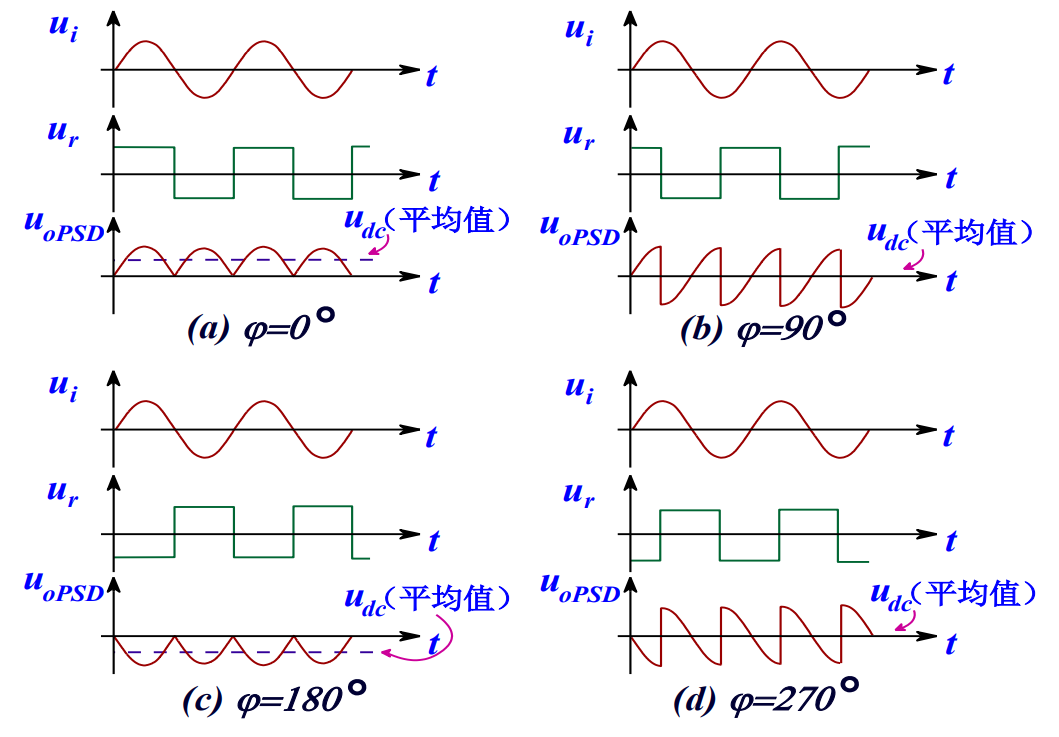 u_i
t
u_r
t
u_oPSD
u_dc(平均值)
t
(a) φ=0°
u_i
t
u_r
t
u_oPSD
u_dc(平均值)
t
(b) φ=90°
u_i
t
u_r
t
u_oPSD
u_dc(平均值)
t
(c) φ=180°
u_i
t
u_r
t
u_oPSD
u_dc(平均值)
t
(d) φ=270°